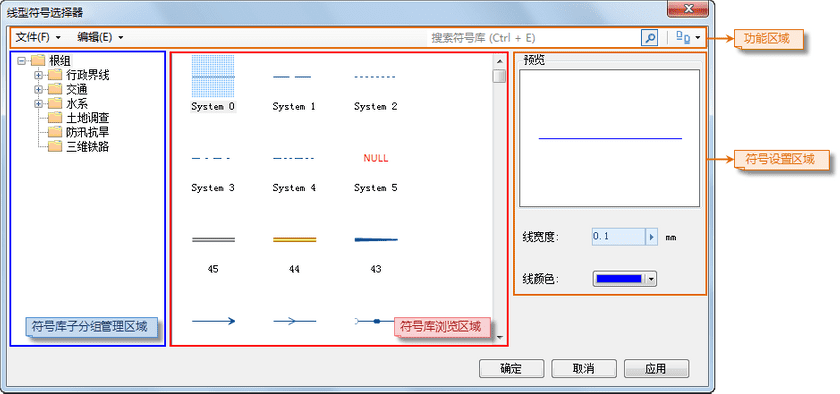 线型符号选择器
文件(F) 编辑(E) 搜索符号库 (Ctrl + E)
功能区域
根组
行政界线
交通
水系
土地调查
防汛抗旱
三维铁路
符号库子分组管理区域
System 0 System 1 System 2
System 3 System 4 NULL System 5
45 44 43
符号库浏览区域
预览
符号设置区域
线宽度: 0.1 mm
线颜色:
确定 取消 应用